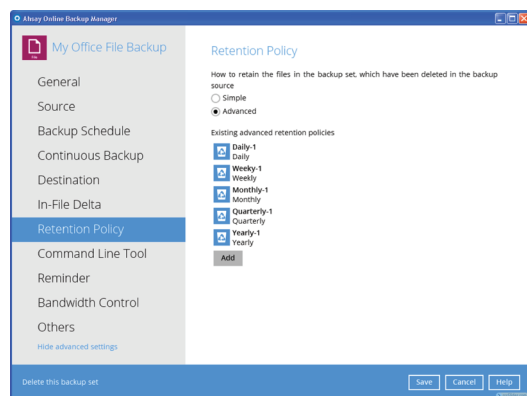 Ahsay Online Backup Manager
File
My Office File Backup
General
Source
Backup Schedule
Continuous Backup
Destination
In-File Delta
Retention Policy
Command Line Tool
Reminder
Bandwidth Control
Others
Hide advanced settings
Retention Policy
How to retain the files in the backup set, which have been deleted in the backup
source
Simple
Advanced
Existing advanced retention policies
Daily-1
Daily
Weeky-1
Weekly
Monthly-1
Monthly
Quarterly-1
Quarterly
Yearly-1
Yearly
Add
Delete this backup set
Save
Cancel
Help